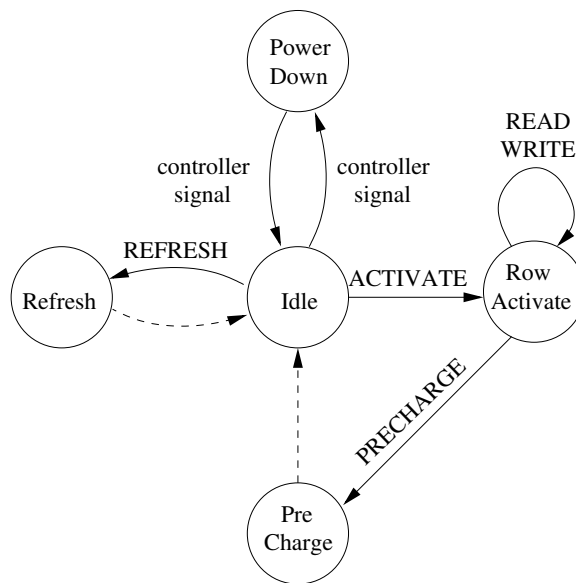 Power
Down
READ
WRITE
controller
signal
controller
signal
REFRESH
ACTIVATE
Refresh
Idle
Row
Activate
PRECHARGE
Pre
Charge